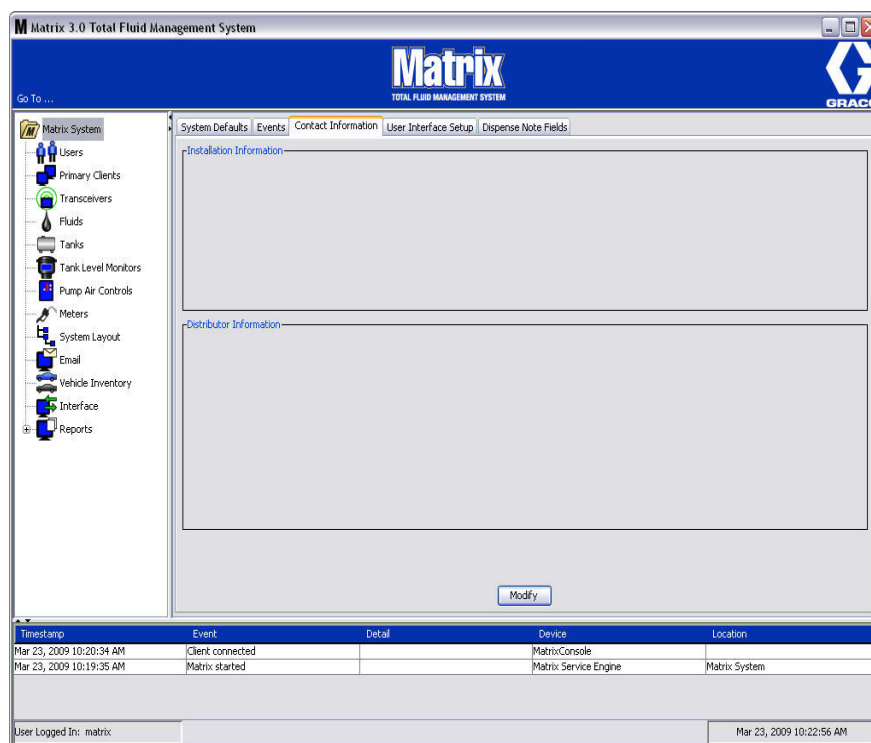 M Matrix 3.0 Total Fluid Management System
Matrix
TOTAL FLUID MANAGEMENT SYSTEM
Go To ...
GRACO
Matrix System
Users
Primary Clients
Transceivers
Fluids
Tanks
Tank Level Monitors
Pump Air Controls
Meters
System Layout
Email
Vehicle Inventory
Interface
Reports
System Defaults Events Contact Information User Interface Setup Dispense Note Fields
Installation Information
Distributor Information
Modify
Timestamp Event Detail Device Location
Mar 23, 2009 10:20:34 AM Client connected MatrixConsole
Mar 23, 2009 10:19:35 AM Matrix started Matrix Service Engine Matrix System
User Logged In: matrix Mar 23, 2009 10:22:56 AM